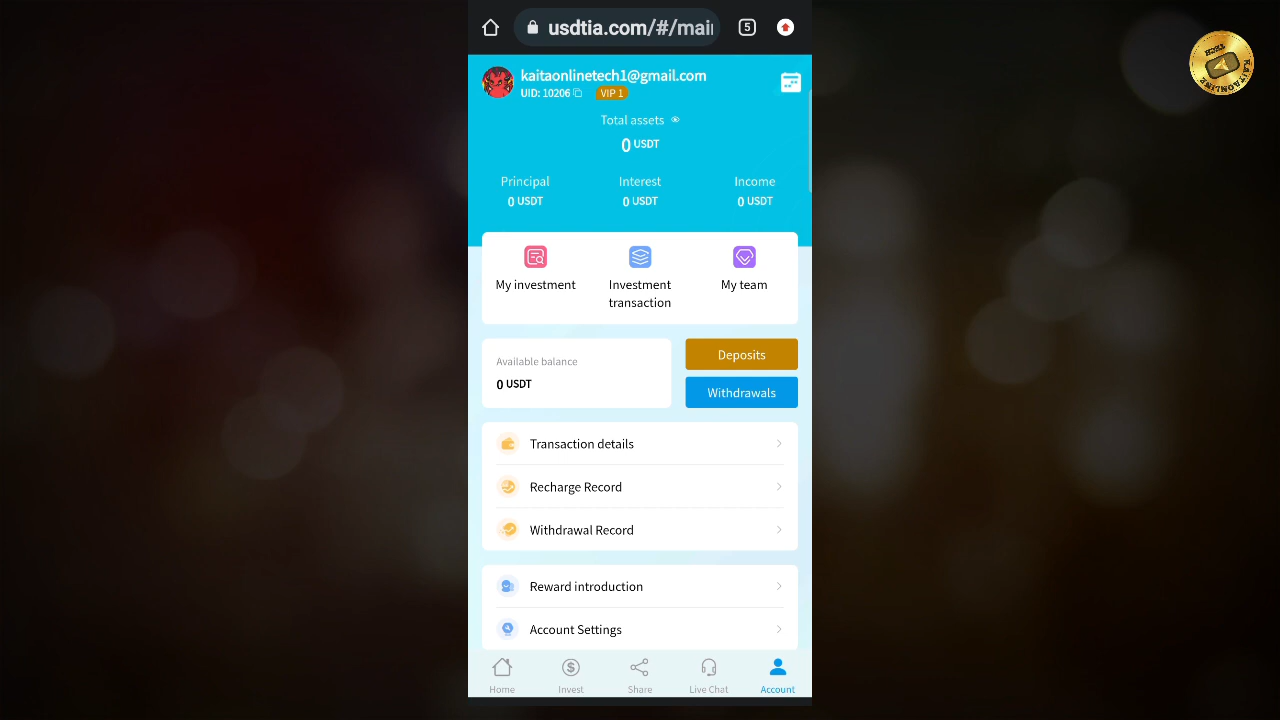 usdtia.com/#/mai
5
kaitaonlinetech1@gmail.com
UID: 10206
VIP 1
Total assets
0 USDT
Principal
Interest
Income
0 USDT
0 USDT
0 USDT
My investment
Investment
transaction
My team
Available balance
0 USDT
Deposits
Withdrawals
Transaction details
Recharge Record
Withdrawal Record
Reward introduction
Account Settings
Home
Invest
Share
Live Chat
Account
KAITAONLINE
TECH